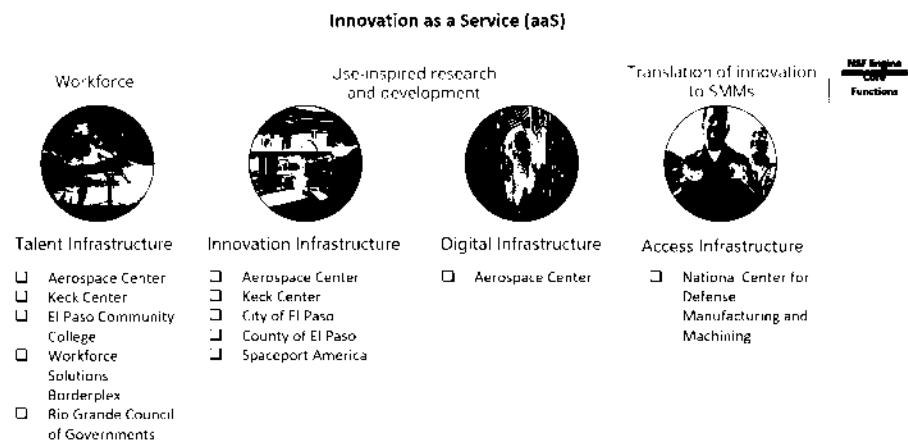 Innovation as a Service (aaS)
Workforce
Use-inspired research
and development
Translation of innovation
to SMMs
NSF Engine
Core
Functions
Talent Infrastructure
❑ Aerospace Center
❑ Keck Center
❑ El Paso Community
College
❑ Workforce
Solutions
Borderplex
❑ Rio Grande Council
of Governments
Innovation Infrastructure
❑ Aerospace Center
❑ Keck Center
❑ City of El Paso
❑ County of El Paso
❑ Spaceport America
Digital Infrastructure
❑ Aerospace Center
Access Infrastructure
❑ National Center for
Defense
Manufacturing and
Machining